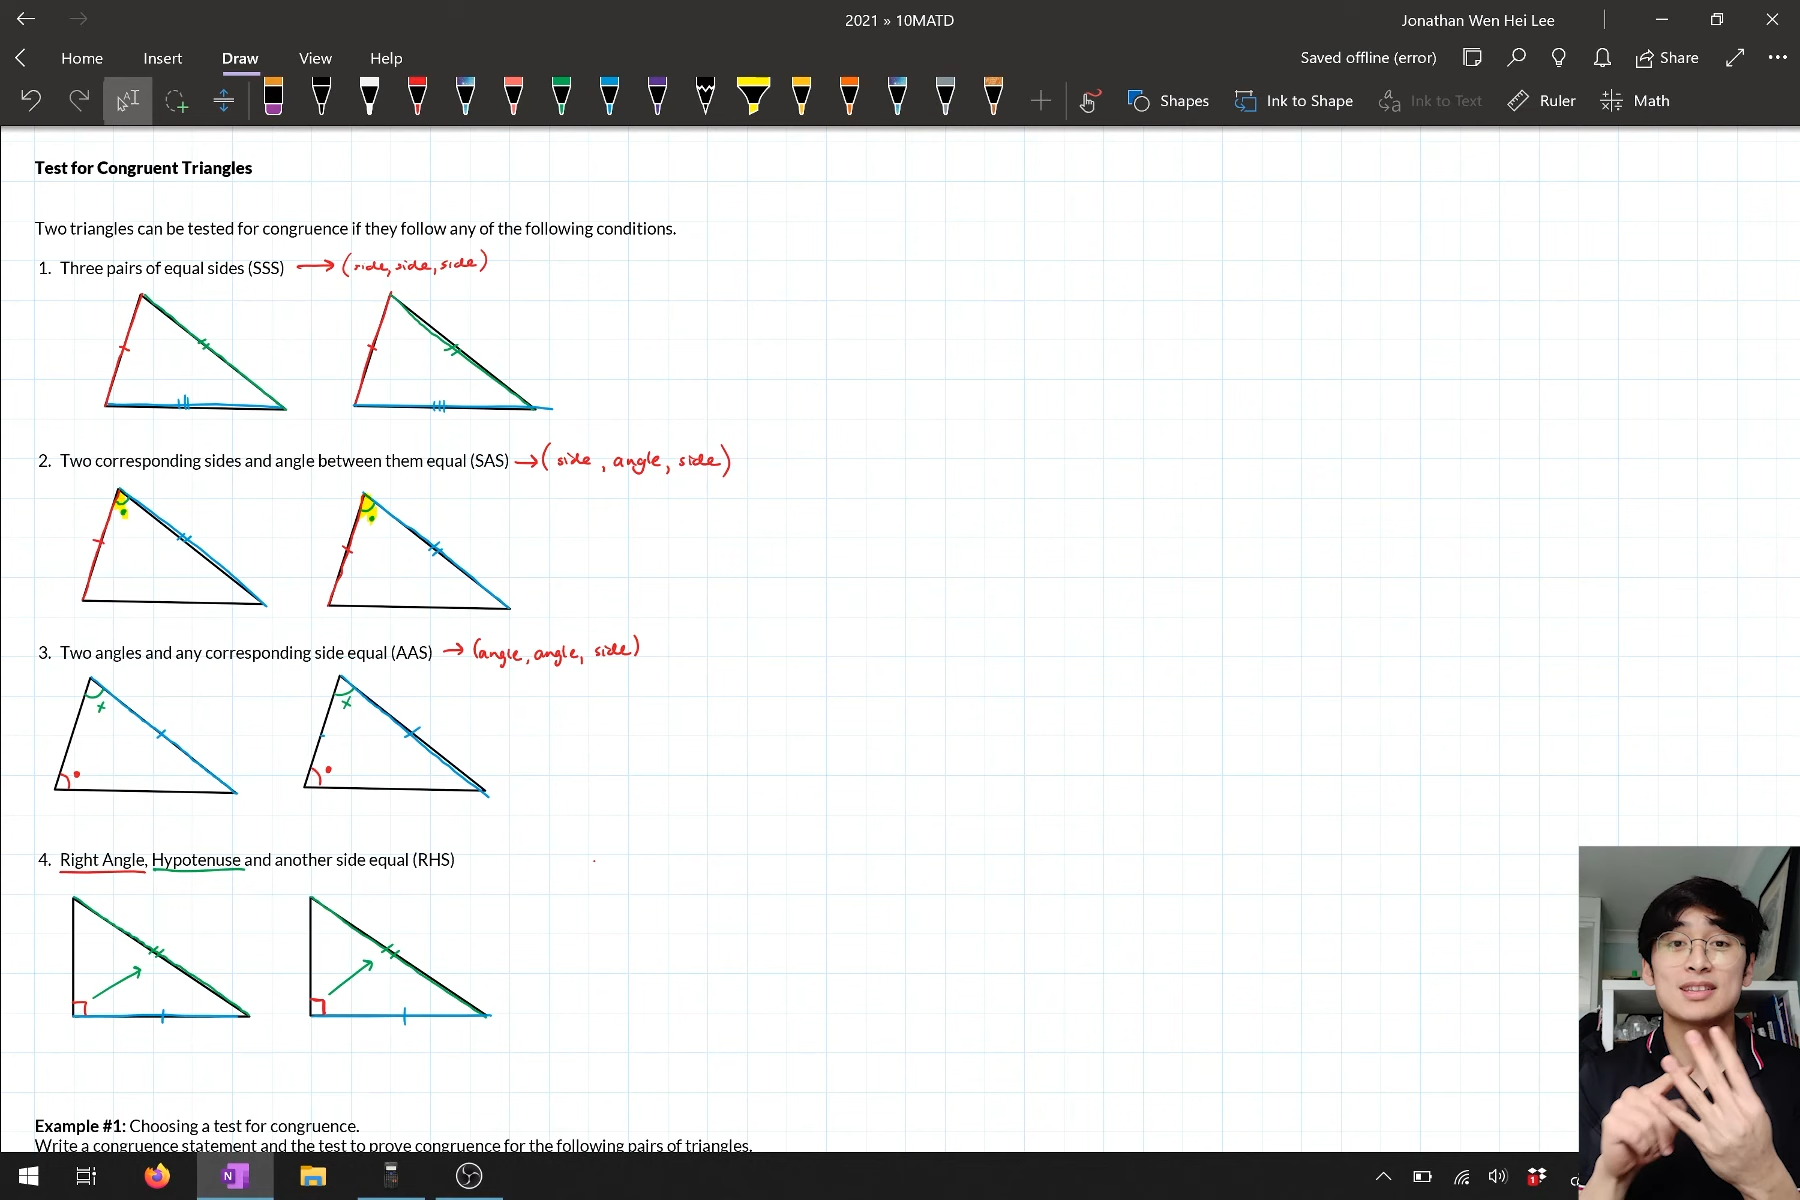 2021 » 10MATD
Jonathan Wen Hei Lee
Home Insert Draw View Help
Saved offline (error)
Share
Shapes
Ink to Shape
Ink to Text
Ruler
Math
Test for Congruent Triangles
Two triangles can be tested for congruence if they follow any of the following conditions.
1. Three pairs of equal sides (SSS) → (side, side, side)
2. Two corresponding sides and angle between them equal (SAS) → (side, angle, side)
3. Two angles and any corresponding side equal (AAS) → (angle, angle, side)
x
x
4. Right Angle, Hypotenuse and another side equal (RHS)
Example #1: Choosing a test for congruence.
Write a congruence statement and the test to prove congruence for the following pairs of triangles.
N
1